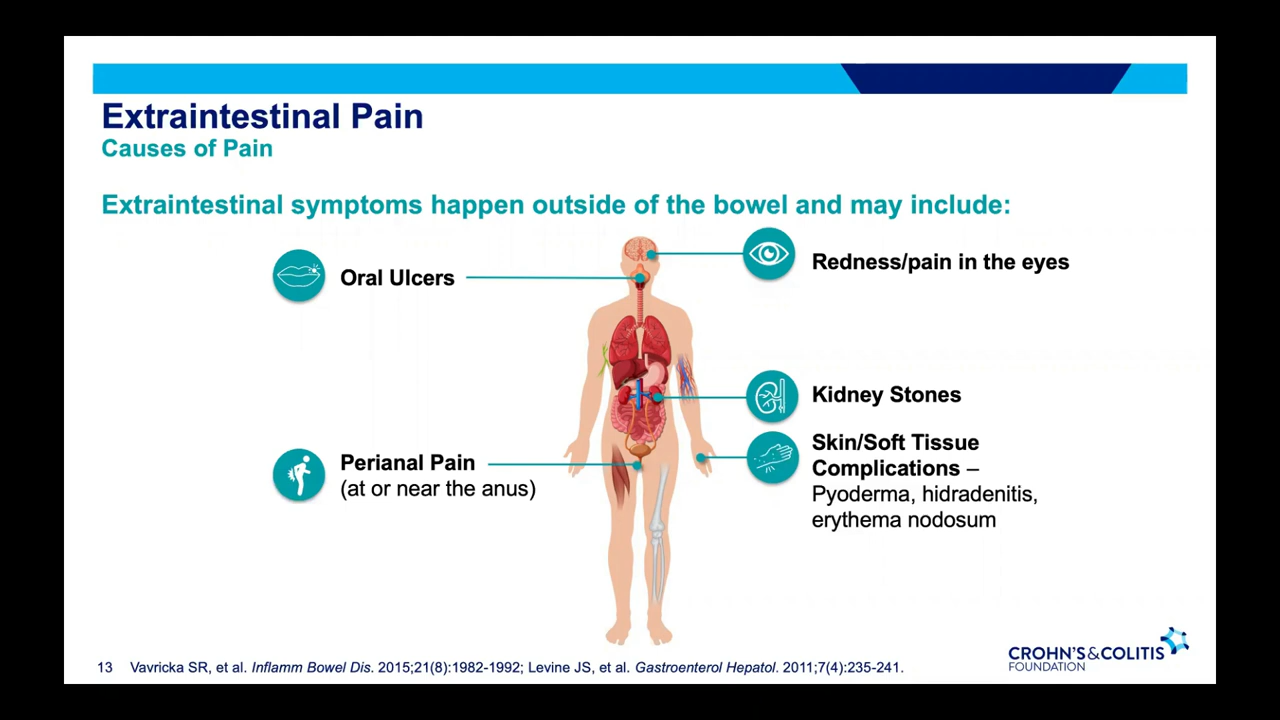 Extraintestinal Pain
Causes of Pain
Extraintestinal symptoms happen outside of the bowel and may include:
Oral Ulcers
Redness/pain in the eyes
Kidney Stones
Perianal Pain
(at or near the anus)
Skin/Soft Tissue
Complications –
Pyoderma, hidradenitis,
erythema nodosum
13 Vavricka SR, et al. Inflamm Bowel Dis. 2015;21(8):1982-1992; Levine JS, et al. Gastroenterol Hepatol. 2011;7(4):235-241.
CROHN'S&COLITIS
FOUNDATION